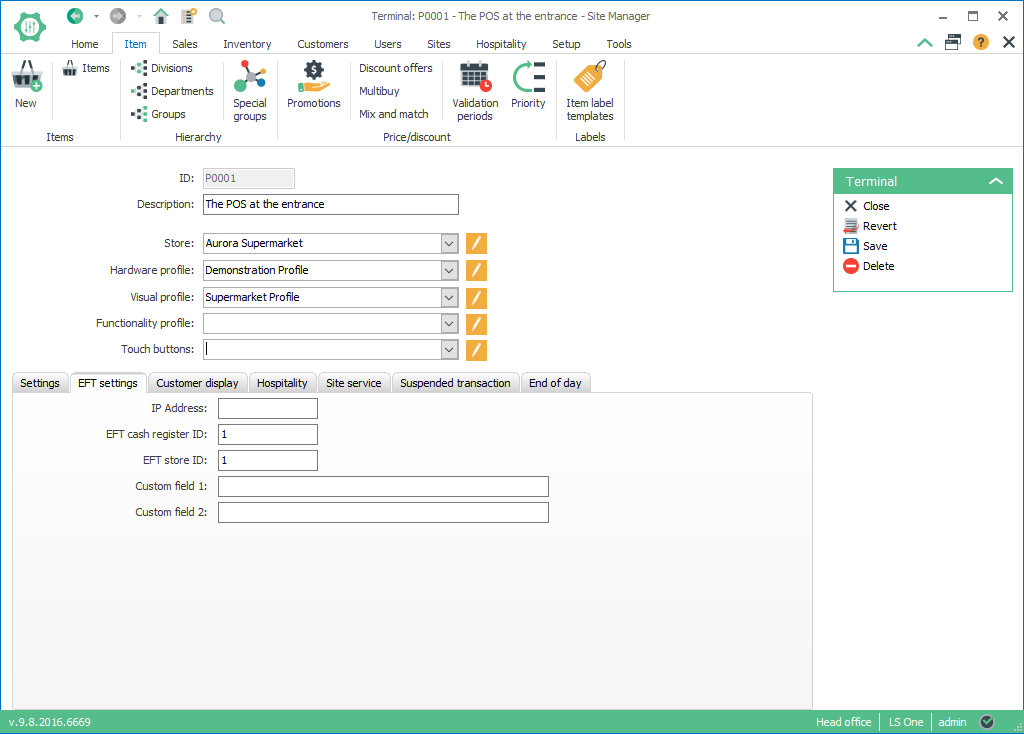 Terminal: P0001 - The POS at the entrance - Site Manager
Home Item Sales Inventory Customers Users Sites Hospitality Setup Tools
New
Items
Items
Divisions
Departments
Groups
Special groups
Hierarchy
Promotions
Discount offers
Multibuy
Mix and match
Validation periods
Priority
Price/discount
Item label templates
Labels
ID: P0001
Description: The POS at the entrance
Store: Aurora Supermarket
Hardware profile: Demonstration Profile
Visual profile: Supermarket Profile
Functionality profile:
Touch buttons:
Settings EFT settings Customer display Hospitality Site service Suspended transaction End of day
IP Address:
EFT cash register ID: 1
EFT store ID: 1
Custom field 1:
Custom field 2:
Terminal
Close
Revert
Save
Delete
v.9.8.2016.6669 Head office LS One admin